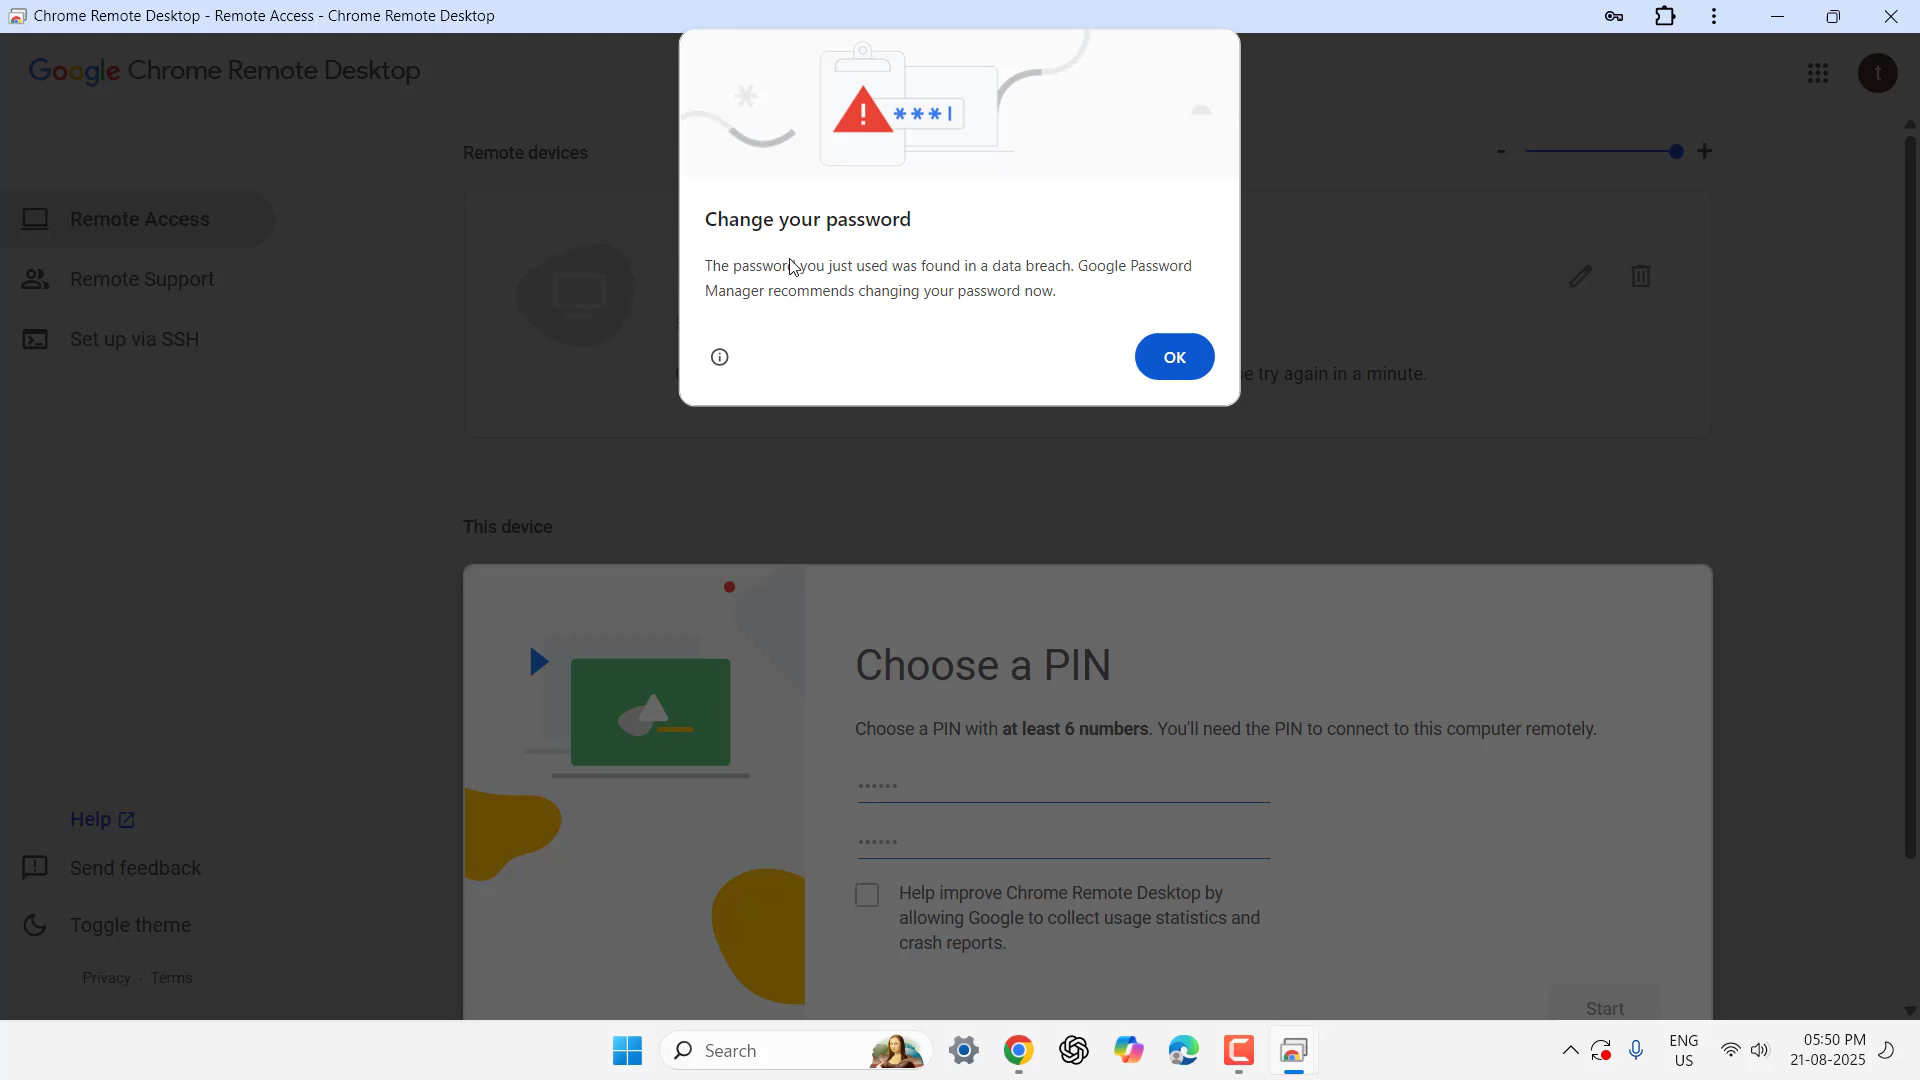 Chrome Remote Desktop - Remote Access - Chrome Remote Desktop
Google Chrome Remote Desktop
t
***|
Remote devices
- +
Remote Access
Remote Support
Set up via SSH
Change your password
The password you just used was found in a data breach. Google Password
Manager recommends changing your password now.
OK
e try again in a minute.
This device
Choose a PIN
Choose a PIN with at least 6 numbers. You'll need the PIN to connect to this computer remotely.
••••••
••••••
Help improve Chrome Remote Desktop by
allowing Google to collect usage statistics and
crash reports.
Start
Help
Send feedback
Toggle theme
Privacy · Terms
Search
ENG
US
05:50 PM
21-08-2025